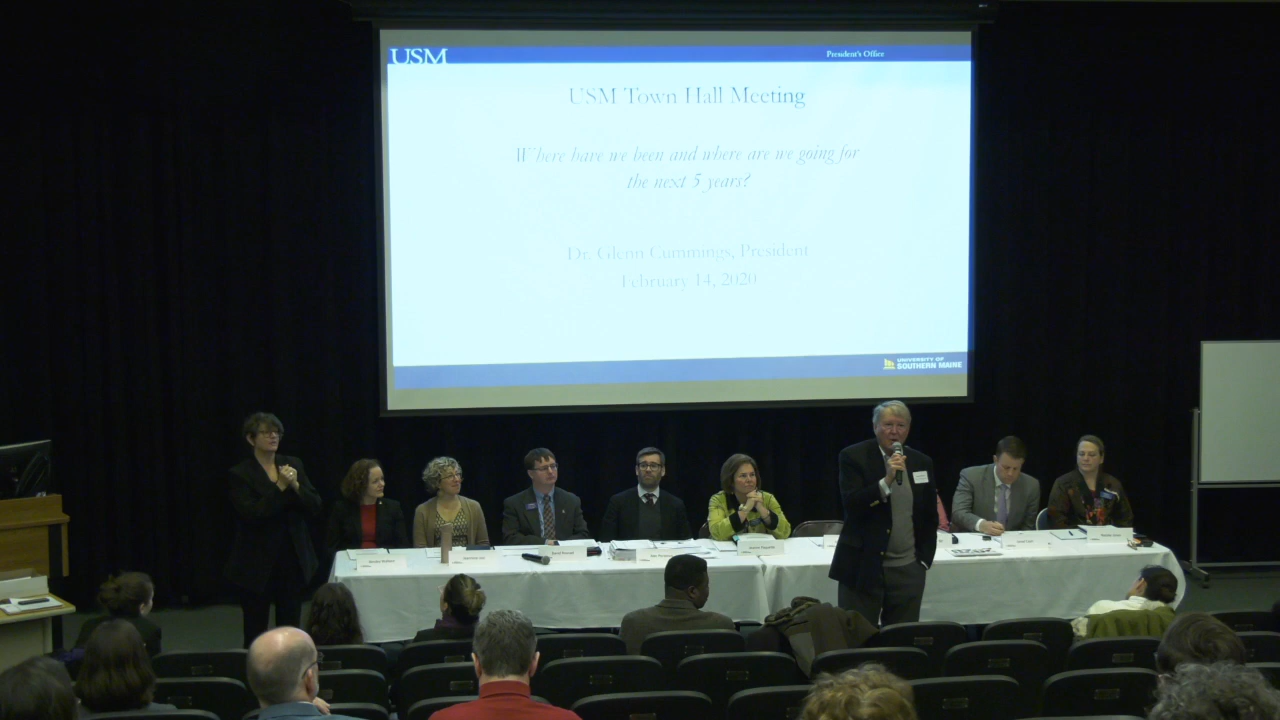 USM
President's Office
USM Town Hall Meeting
Where have we been and where are we going for
the next 5 years?
Dr. Glenn Cummings, President
February 14, 2020
UNIVERSITY OF
SOUTHERN MAINE